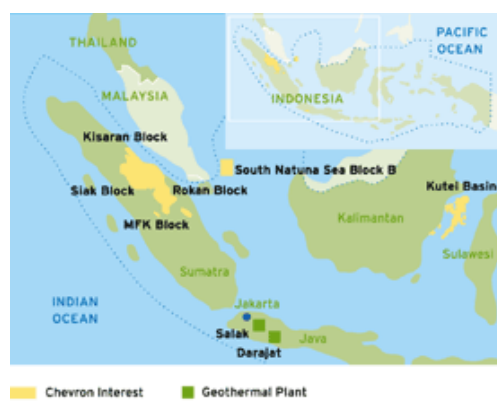 THAILAND
PACIFIC
OCEAN
MALAYSIA
INDONESIA
Kisaran Block
South Natuna Sea Block B
Siak Block
Rokan Block
Kutei Basin
MFK Block
Kalimantan
Sumatra
Sulawesi
INDIAN
OCEAN
Jakarta
Salak
Java
Darajat
Chevron Interest
Geothermal Plant